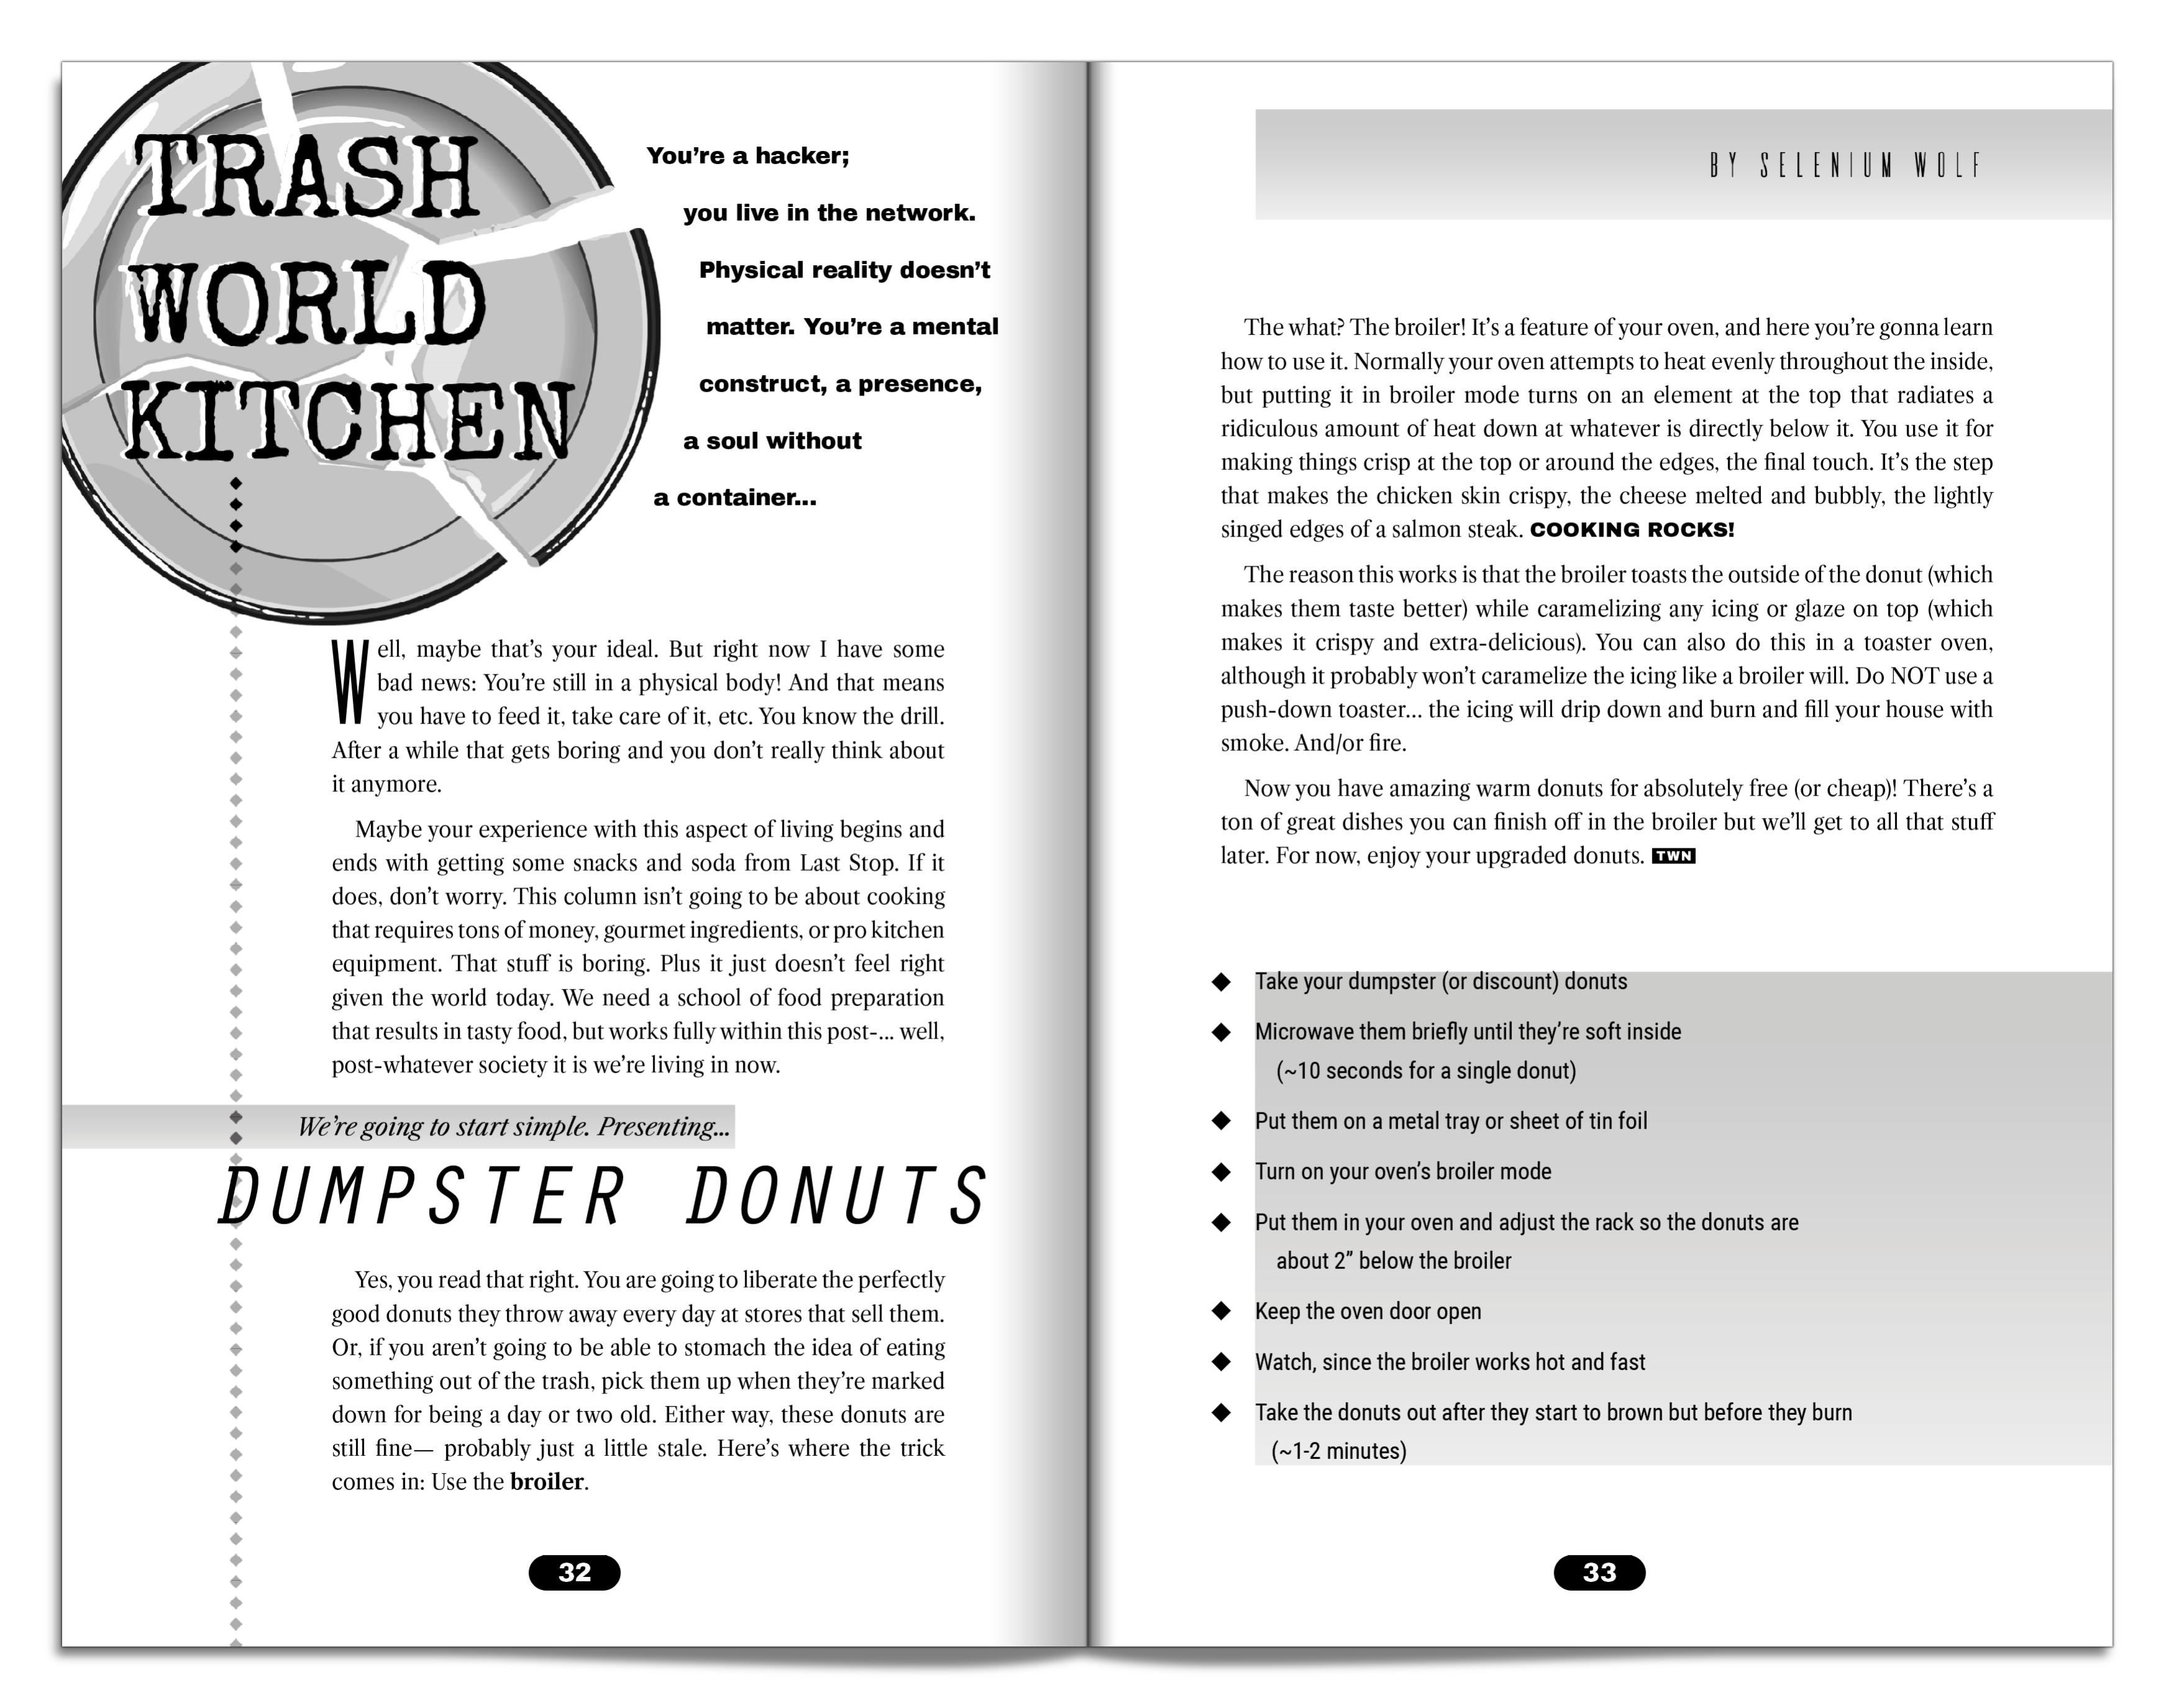 TRASH
WORLD
KITCHEN
You’re a hacker;
you live in the network.
Physical reality doesn’t
matter. You’re a mental
construct, a presence,
a soul without
a container...
Well, maybe that’s your ideal. But right now I have some
bad news: You’re still in a physical body! And that means
you have to feed it, take care of it, etc. You know the drill.
After a while that gets boring and you don’t really think about
it anymore.
Maybe your experience with this aspect of living begins and
ends with getting some snacks and soda from Last Stop. If it
does, don’t worry. This column isn’t going to be about cooking
that requires tons of money, gourmet ingredients, or pro kitchen
equipment. That stuff is boring. Plus it just doesn’t feel right
given the world today. We need a school of food preparation
that results in tasty food, but works fully within this post-... well,
post-whatever society it is we’re living in now.
We’re going to start simple. Presenting...
DUMPSTER DONUTS
Yes, you read that right. You are going to liberate the perfectly
good donuts they throw away every day at stores that sell them.
Or, if you aren’t going to be able to stomach the idea of eating
something out of the trash, pick them up when they’re marked
down for being a day or two old. Either way, these donuts are
still fine— probably just a little stale. Here’s where the trick
comes in: Use the broiler.
32
BY SELENIUM WOLF
The what? The broiler! It’s a feature of your oven, and here you’re gonna learn
how to use it. Normally your oven attempts to heat evenly throughout the inside,
but putting it in broiler mode turns on an element at the top that radiates a
ridiculous amount of heat down at whatever is directly below it. You use it for
making things crisp at the top or around the edges, the final touch. It’s the step
that makes the chicken skin crispy, the cheese melted and bubbly, the lightly
singed edges of a salmon steak. COOKING ROCKS!
The reason this works is that the broiler toasts the outside of the donut (which
makes them taste better) while caramelizing any icing or glaze on top (which
makes it crispy and extra-delicious). You can also do this in a toaster oven,
although it probably won’t caramelize the icing like a broiler will. Do NOT use a
push-down toaster... the icing will drip down and burn and fill your house with
smoke. And/or fire.
Now you have amazing warm donuts for absolutely free (or cheap)! There’s a
ton of great dishes you can finish off in the broiler but we’ll get to all that stuff
later. For now, enjoy your upgraded donuts. TWN
◆ Take your dumpster (or discount) donuts
◆ Microwave them briefly until they’re soft inside
(~10 seconds for a single donut)
◆ Put them on a metal tray or sheet of tin foil
◆ Turn on your oven’s broiler mode
◆ Put them in your oven and adjust the rack so the donuts are
about 2” below the broiler
◆ Keep the oven door open
◆ Watch, since the broiler works hot and fast
◆ Take the donuts out after they start to brown but before they burn
(~1-2 minutes)
33